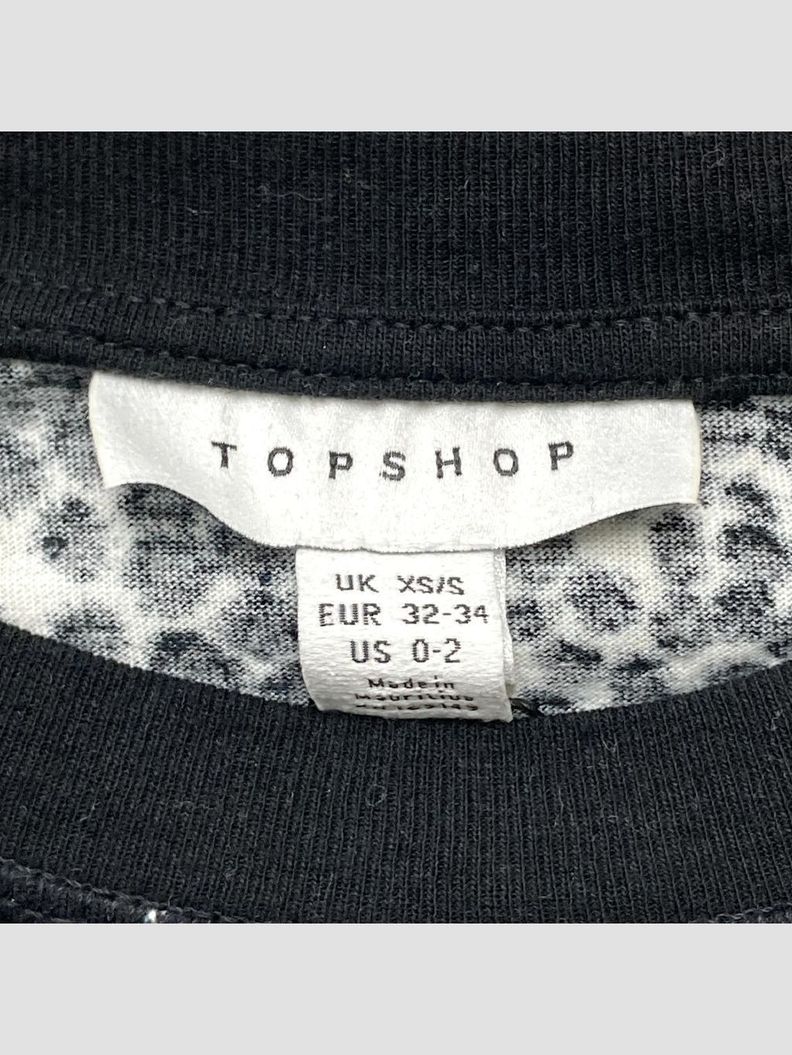 TOPSHOP
UK XS/S
EUR 32-34
US 0-2
Made in
Mauritius